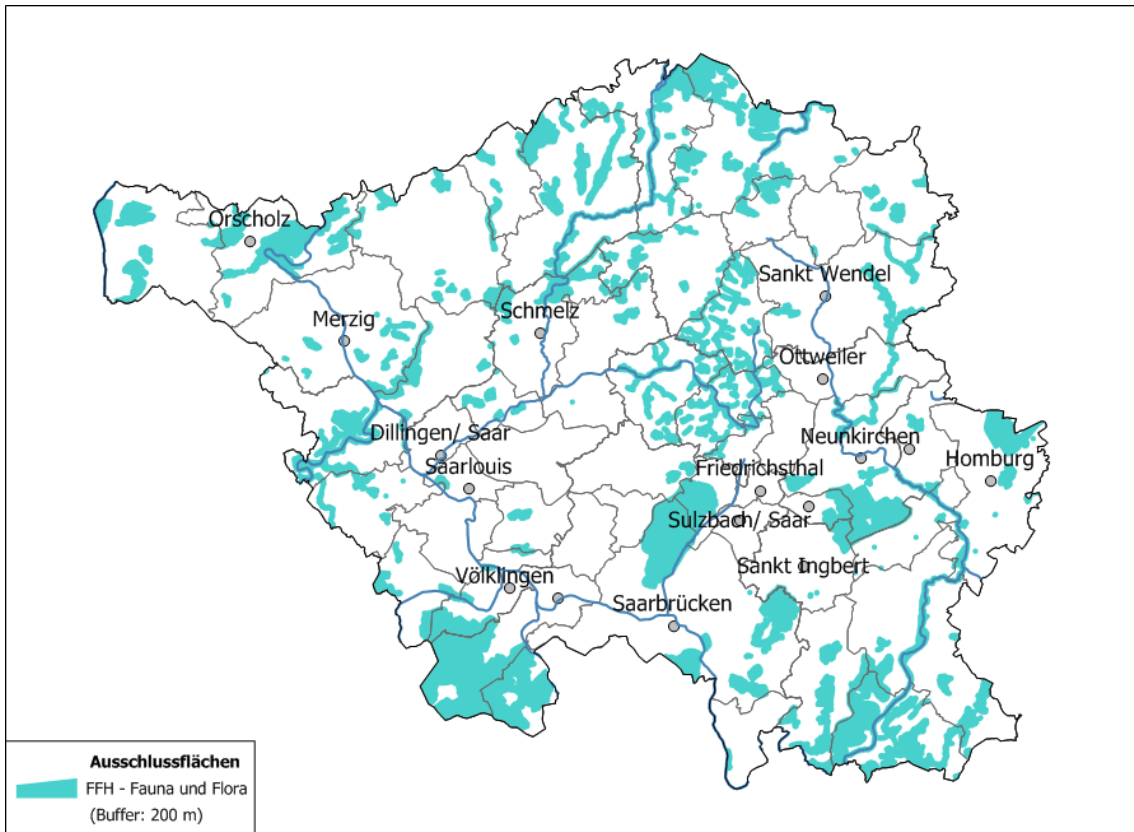 Orscholz
Sankt Wendel
Merzig
Schmelz
Ottweiler
Dillingen/ Saar
Neunkirchen
Saarlouis
Friedrichsthal
Homburg
Sulzbach/ Saar
Sankt Ingbert
Völklingen
Saarbrücken
Ausschlussflächen
FFH - Fauna und Flora
(Buffer: 200 m)